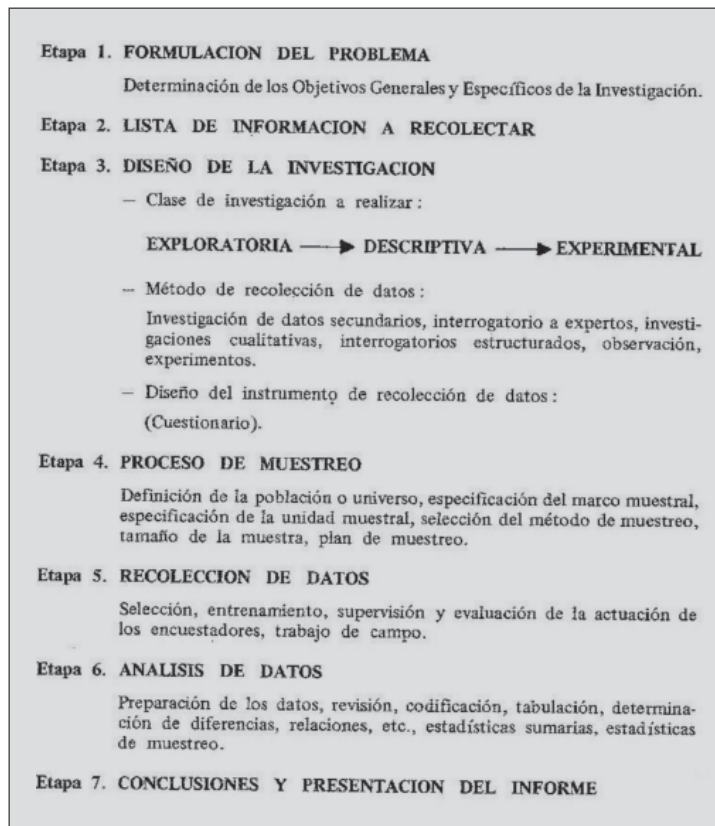 Etapa 1. FORMULACION DEL PROBLEMA
Determinación de los Objetivos Generales y Específicos de la Investigación.
Etapa 2. LISTA DE INFORMACION A RECOLECTAR
Etapa 3. DISEÑO DE LA INVESTIGACION
— Clase de investigación a realizar :
EXPLORATORIA ⟶ DESCRIPTIVA ⟶ EXPERIMENTAL
— Método de recolección de datos :
Investigación de datos secundarios, interrogatorio a expertos, investi-
gaciones cualitativas, interrogatorios estructurados, observación,
experimentos.
— Diseño del instrumento de recolección de datos :
(Cuestionario).
Etapa 4. PROCESO DE MUESTREO
Definición de la población o universo, especificación del marco muestral,
especificación de la unidad muestral, selección del método de muestreo,
tamaño de la muestra, plan de muestreo.
Etapa 5. RECOLECCION DE DATOS
Selección, entrenamiento, supervisión y evaluación de la actuación de
los encuestadores, trabajo de campo.
Etapa 6. ANALISIS DE DATOS
Preparación de los datos, revisión, codificación, tabulación, determina-
ción de diferencias, relaciones, etc., estadísticas sumarias, estadísticas
de muestreo.
Etapa 7. CONCLUSIONES Y PRESENTACION DEL INFORME